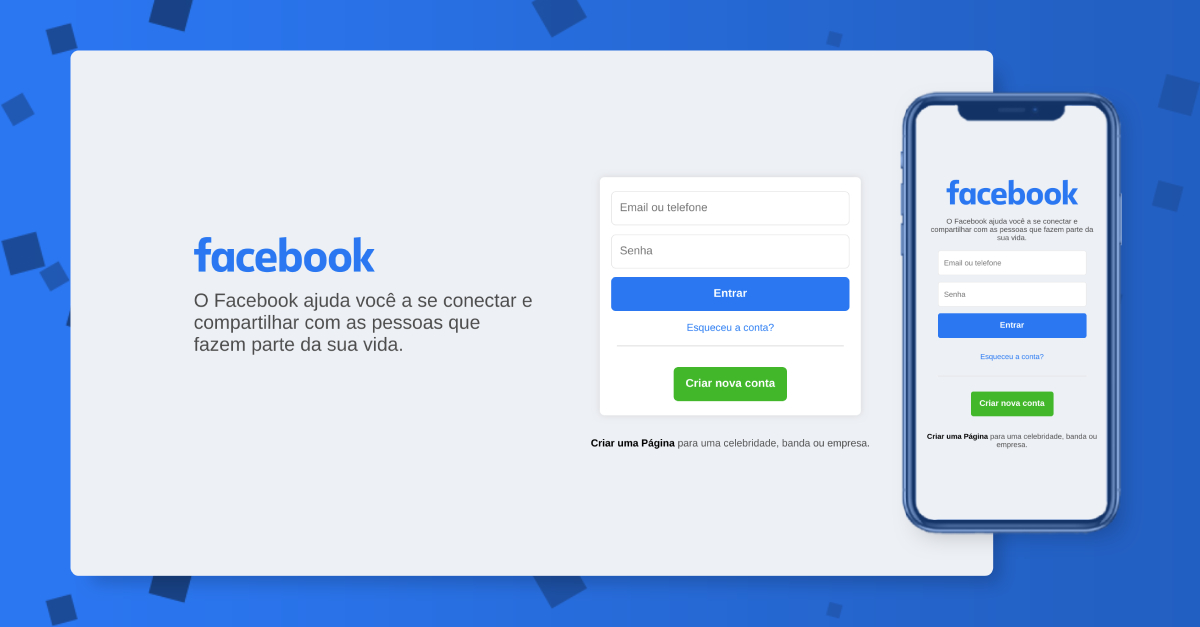 facebook
O Facebook ajuda você a se conectar e
compartilhar com as pessoas que
fazem parte da sua vida.
Email ou telefone
Senha
Entrar
Esqueceu a conta?
Criar nova conta
Criar uma Página para uma celebridade, banda ou empresa.
facebook
O Facebook ajuda você a se conectar e
compartilhar com as pessoas que fazem parte da
sua vida.
Email ou telefone
Senha
Entrar
Esqueceu a conta?
Criar nova conta
Criar uma Página para uma celebridade, banda ou
empresa.